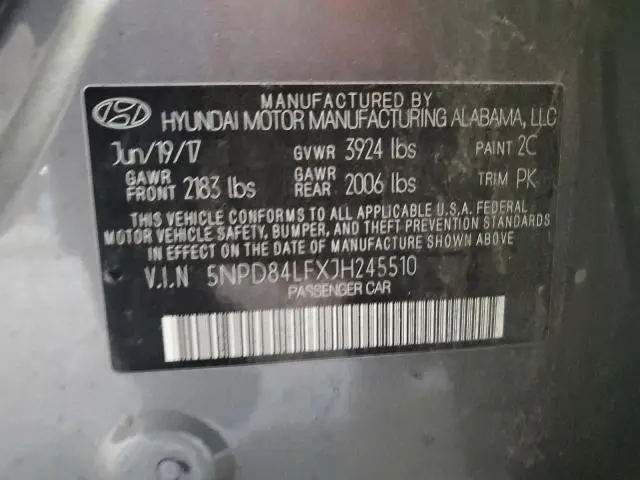 MANUFACTURED BY
HYUNDAI MOTOR MANUFACTURING ALABAMA, LLC
Jun/19/17 GVWR 3924 lbs PAINT 2C
GAWR FRONT 2183 lbs GAWR REAR 2006 lbs TRIM PK
THIS VEHICLE CONFORMS TO ALL APPLICABLE U.S.A. FEDERAL
MOTOR VEHICLE SAFETY, BUMPER, AND THEFT PREVENTION STANDARDS
IN EFFECT ON THE DATE OF MANUFACTURE SHOWN ABOVE.
V.I.N 5NPD84LFXJH245510
PASSENGER CAR